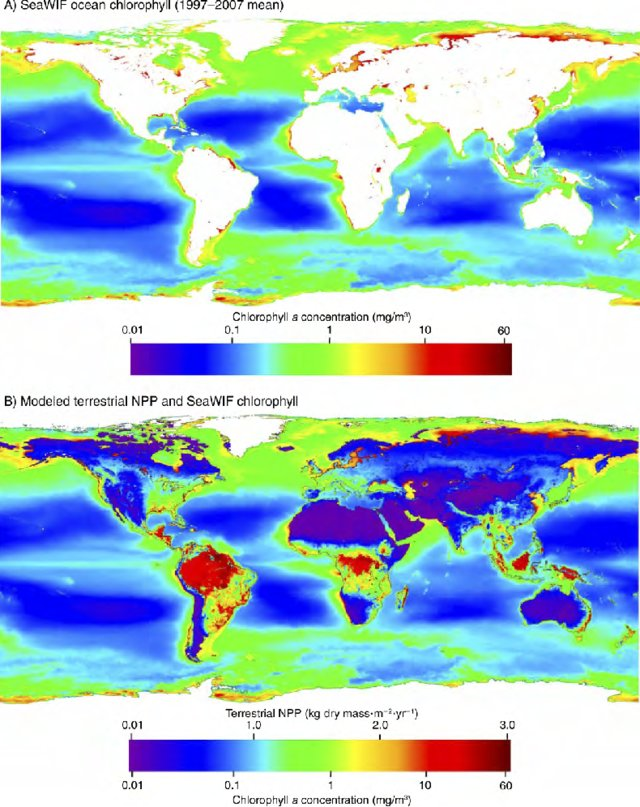 A) SeaWIF ocean chlorophyll (1997–2007 mean)
Chlorophyll a concentration (mg/m³)
0.01 0.1 1 10 60
B) Modeled terrestrial NPP and SeaWIF chlorophyll
Terrestrial NPP (kg dry mass·m⁻²·yr⁻¹)
0.01 1.0 2.0 3.0
0.01 0.1 1 10 60
Chlorophyll a concentration (mg/m³)